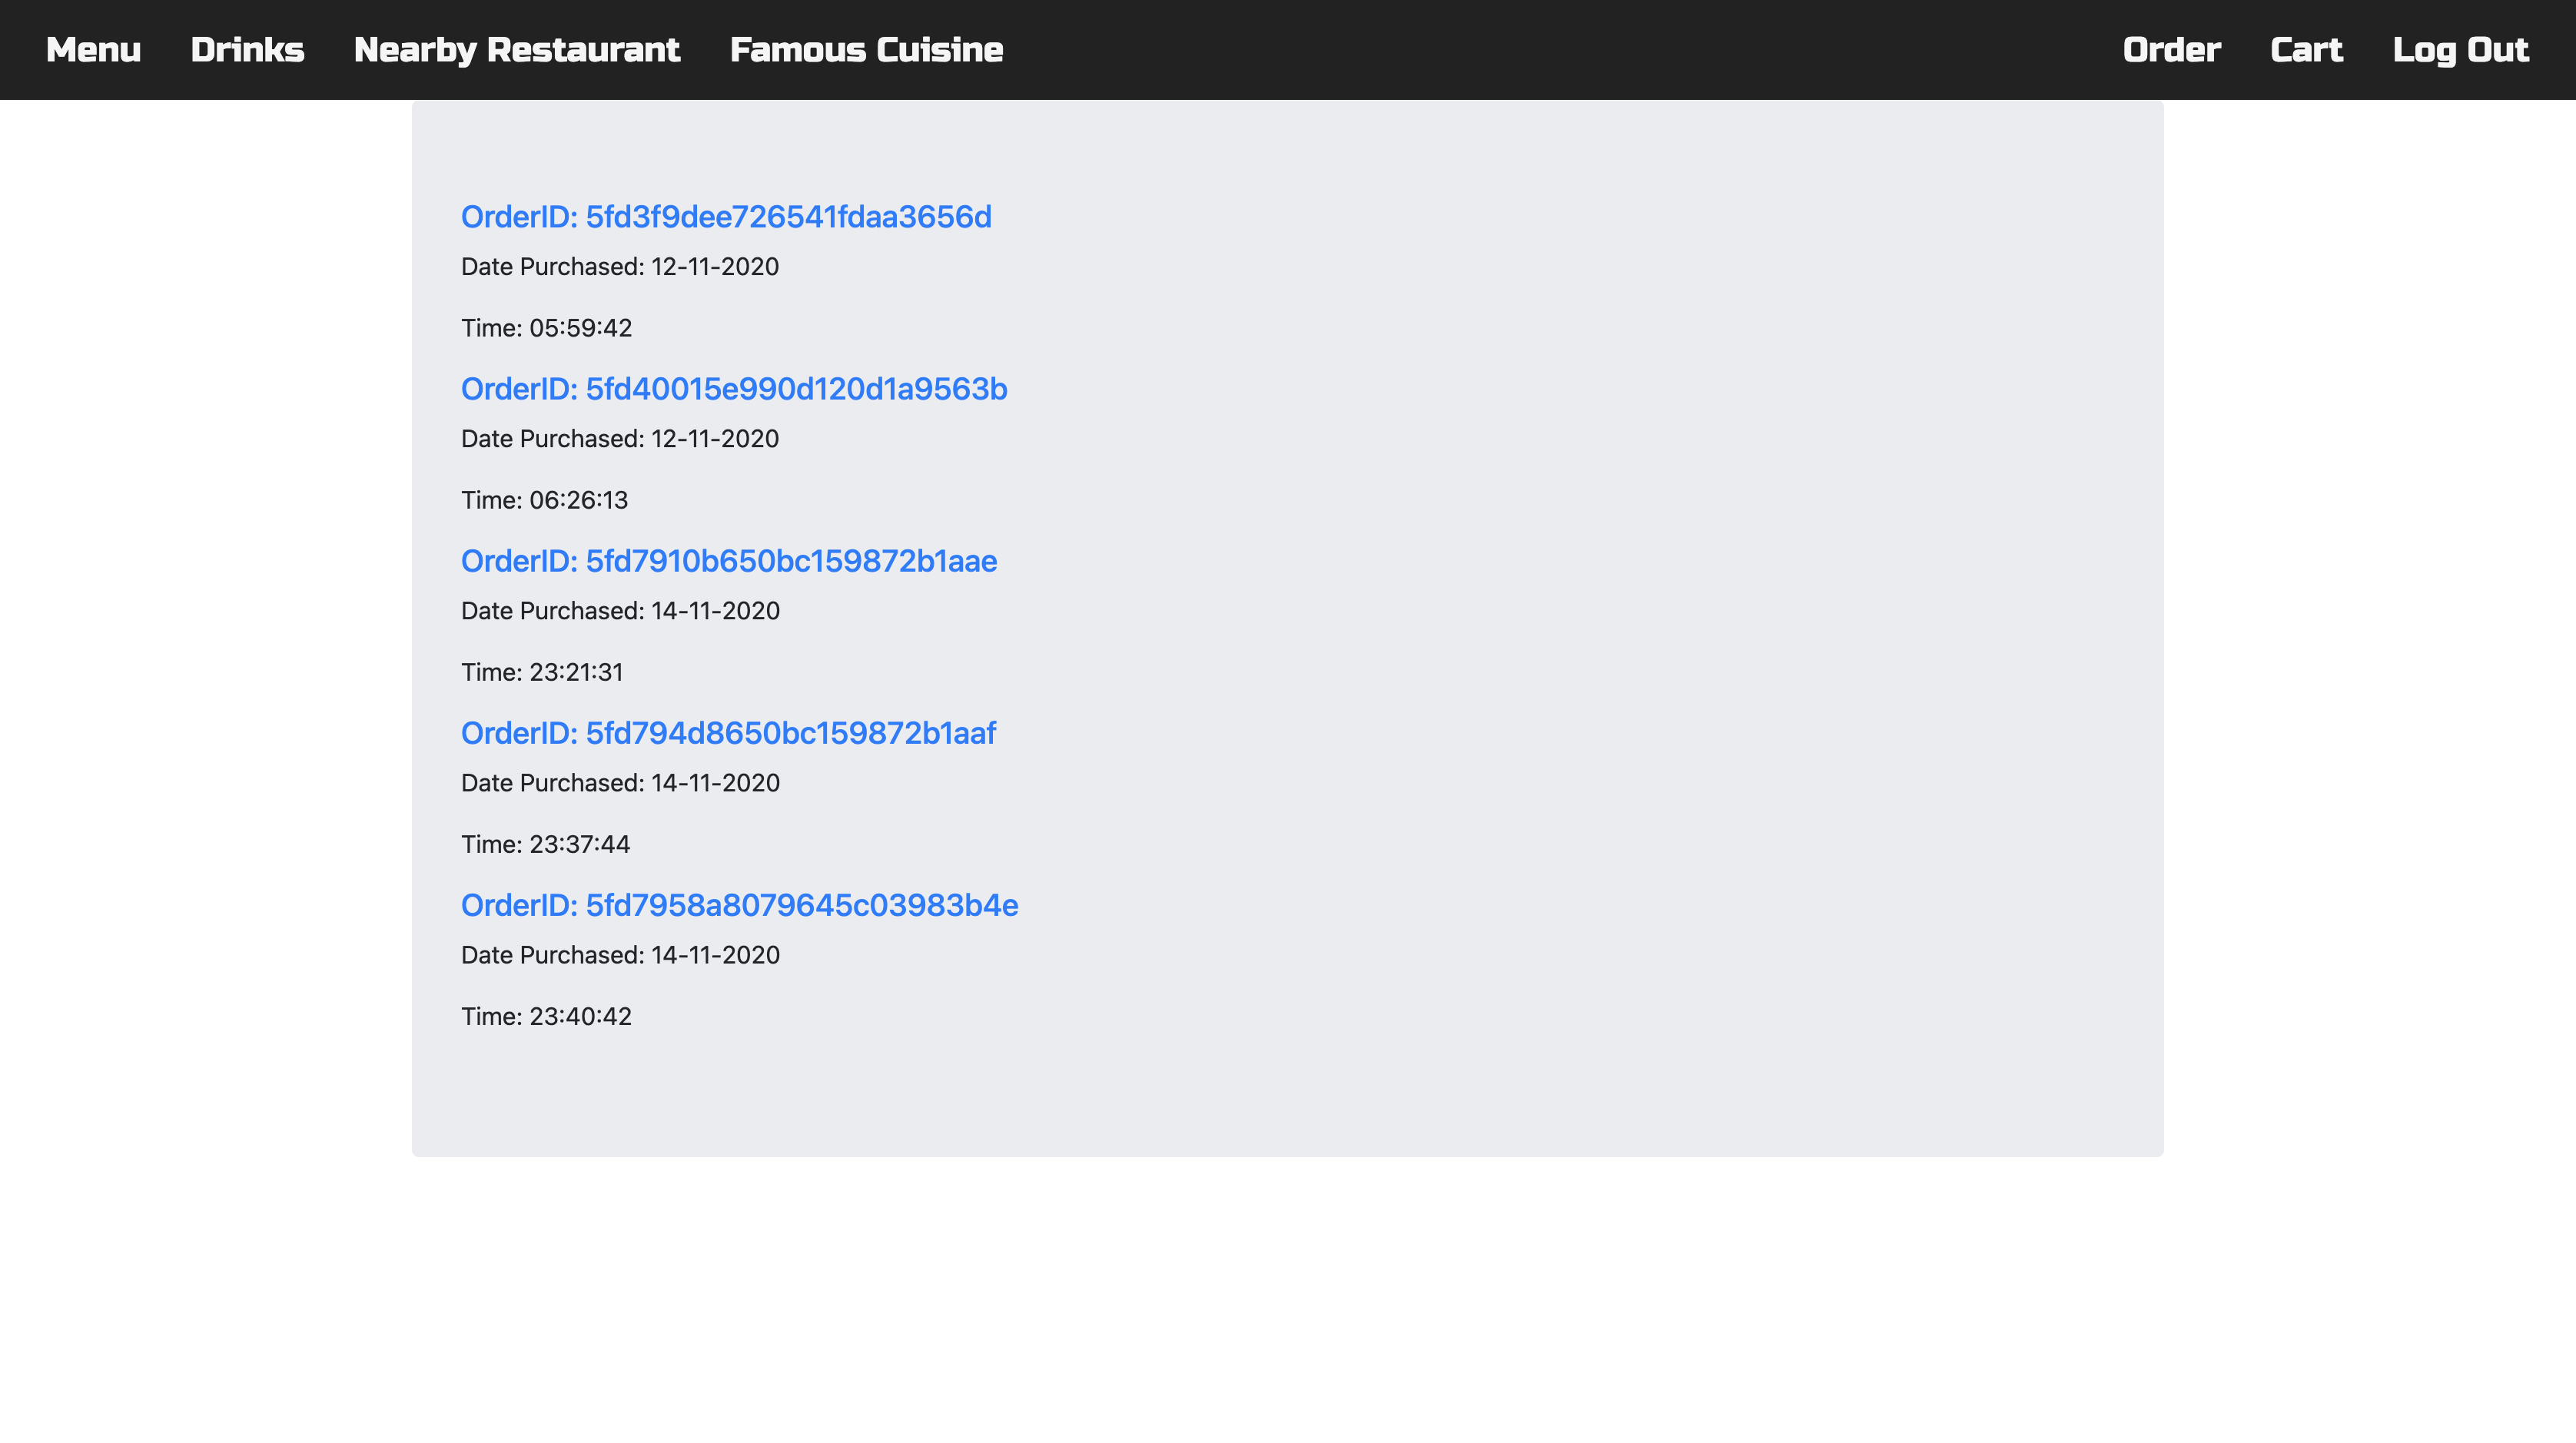 Menu Drinks Nearby Restaurant Famous Cuisine Order Cart Log Out
OrderID: 5fd3f9dee726541fdaa3656d
Date Purchased: 12-11-2020
Time: 05:59:42
OrderID: 5fd40015e990d120d1a9563b
Date Purchased: 12-11-2020
Time: 06:26:13
OrderID: 5fd7910b650bc159872b1aae
Date Purchased: 14-11-2020
Time: 23:21:31
OrderID: 5fd794d8650bc159872b1aaf
Date Purchased: 14-11-2020
Time: 23:37:44
OrderID: 5fd7958a8079645c03983b4e
Date Purchased: 14-11-2020
Time: 23:40:42